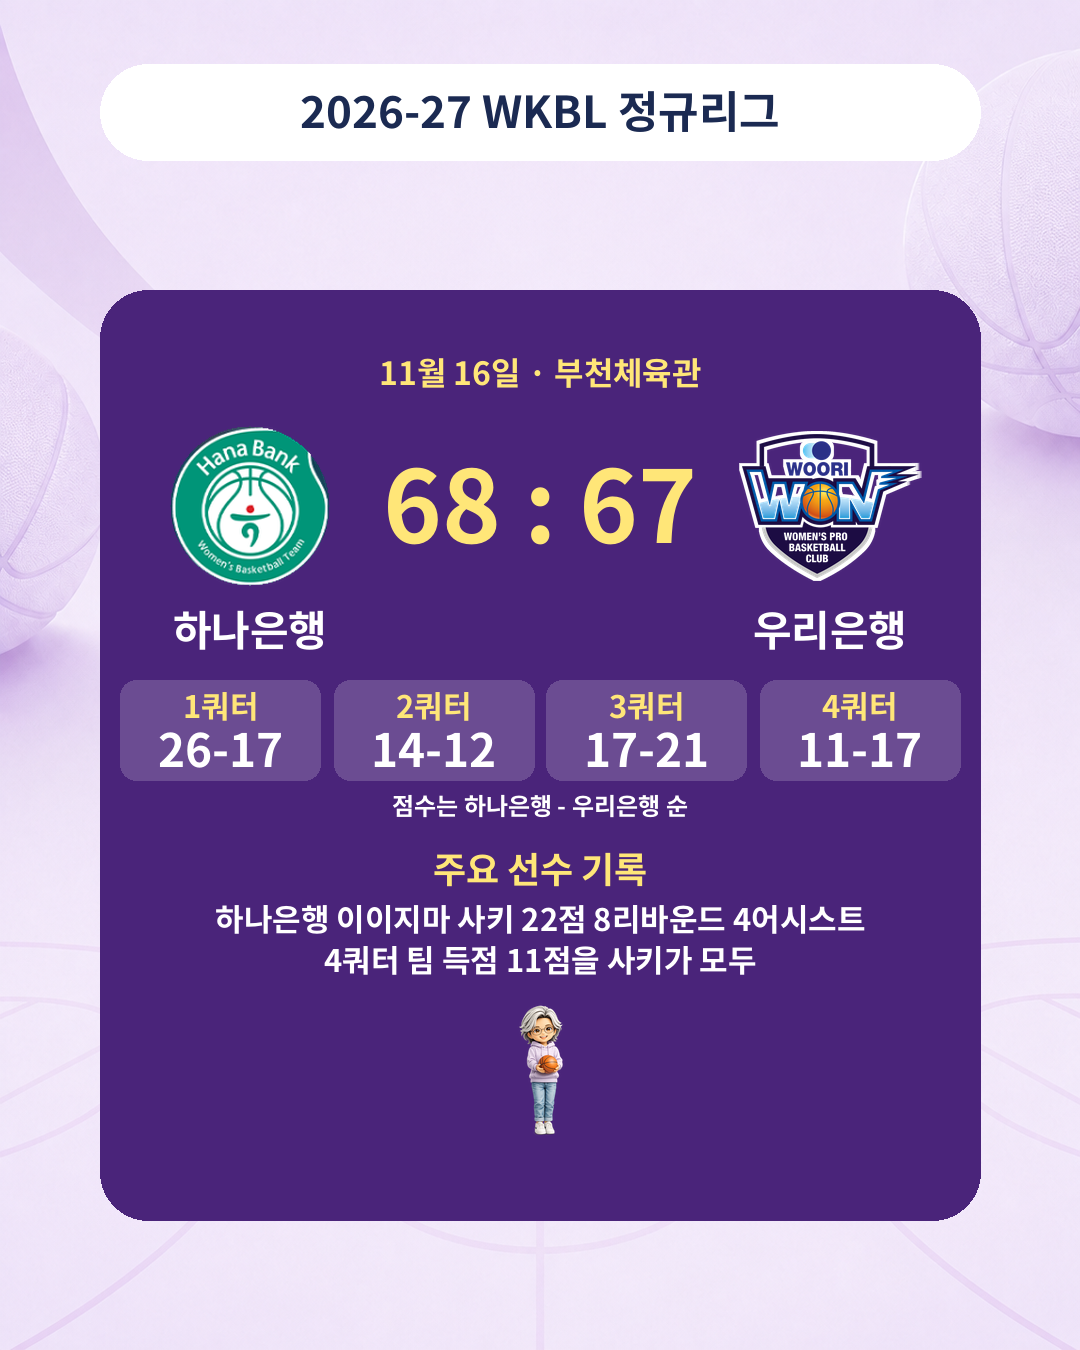 2026-27 WKBL 정규리그
11월 16일 · 부천체육관
Hana Bank
Women's Basketball Team
68 : 67
WOORI
WON
WOMEN'S PRO
BASKETBALL
CLUB
하나은행
우리은행
1쿼터
26-17
2쿼터
14-12
3쿼터
17-21
4쿼터
11-17
점수는 하나은행 - 우리은행 순
주요 선수 기록
하나은행 이이지마 사키 22점 8리바운드 4어시스트
4쿼터 팀 득점 11점을 사키가 모두